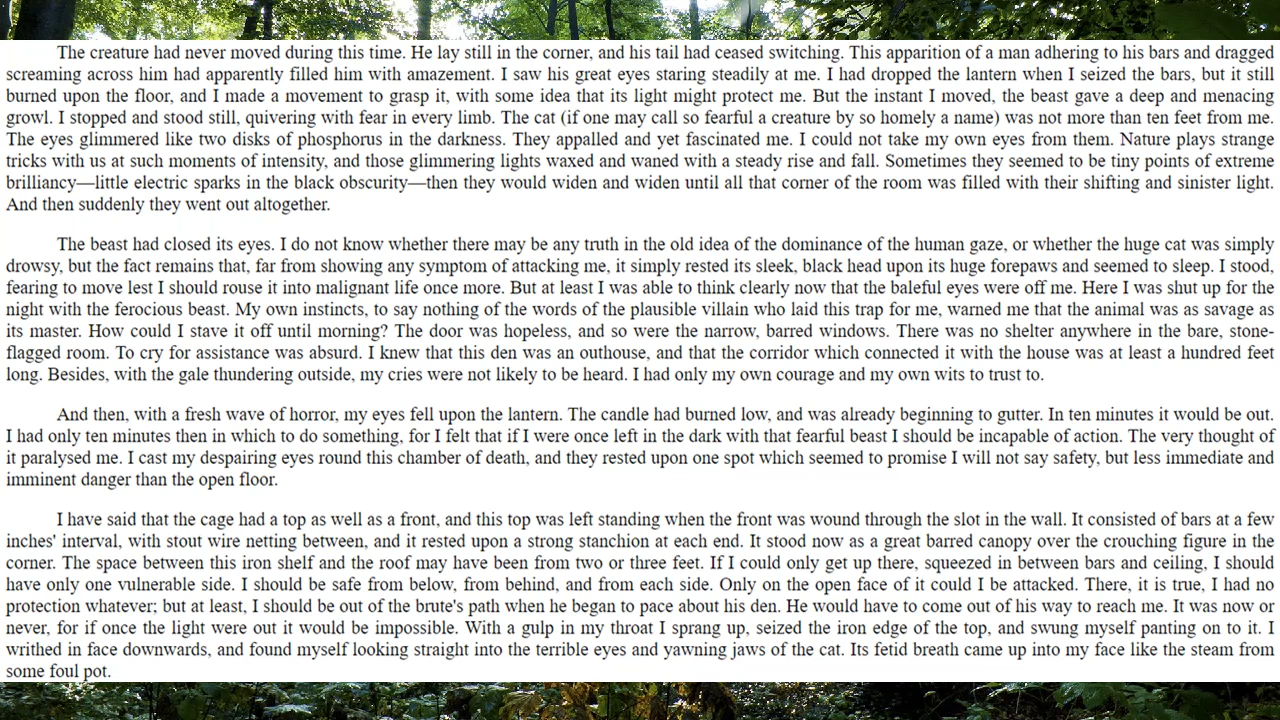 The creature had never moved during this time. He lay still in the corner, and his tail had ceased switching. This apparition of a man adhering to his bars and dragged
screaming across him had apparently filled him with amazement. I saw his great eyes staring steadily at me. I had dropped the lantern when I seized the bars, but it still
burned upon the floor, and I made a movement to grasp it, with some idea that its light might protect me. But the instant I moved, the beast gave a deep and menacing
growl. I stopped and stood still, quivering with fear in every limb. The cat (if one may call so fearful a creature by so homely a name) was not more than ten feet from me.
The eyes glimmered like two disks of phosphorus in the darkness. They appalled and yet fascinated me. I could not take my own eyes from them. Nature plays strange
tricks with us at such moments of intensity, and those glimmering lights waxed and waned with a steady rise and fall. Sometimes they seemed to be tiny points of extreme
brilliancy—little electric sparks in the black obscurity—then they would widen and widen until all that corner of the room was filled with their shifting and sinister light.
And then suddenly they went out altogether.
The beast had closed its eyes. I do not know whether there may be any truth in the old idea of the dominance of the human gaze, or whether the huge cat was simply
drowsy, but the fact remains that, far from showing any symptom of attacking me, it simply rested its sleek, black head upon its huge forepaws and seemed to sleep. I stood,
fearing to move lest I should rouse it into malignant life once more. But at least I was able to think clearly now that the baleful eyes were off me. Here I was shut up for the
night with the ferocious beast. My own instincts, to say nothing of the words of the plausible villain who laid this trap for me, warned me that the animal was as savage as
its master. How could I stave it off until morning? The door was hopeless, and so were the narrow, barred windows. There was no shelter anywhere in the bare, stone-
flagged room. To cry for assistance was absurd. I knew that this den was an outhouse, and that the corridor which connected it with the house was at least a hundred feet
long. Besides, with the gale thundering outside, my cries were not likely to be heard. I had only my own courage and my own wits to trust to.
And then, with a fresh wave of horror, my eyes fell upon the lantern. The candle had burned low, and was already beginning to gutter. In ten minutes it would be out.
I had only ten minutes then in which to do something, for I felt that if I were once left in the dark with that fearful beast I should be incapable of action. The very thought of
it paralysed me. I cast my despairing eyes round this chamber of death, and they rested upon one spot which seemed to promise I will not say safety, but less immediate and
imminent danger than the open floor.
I have said that the cage had a top as well as a front, and this top was left standing when the front was wound through the slot in the wall. It consisted of bars at a few
inches' interval, with stout wire netting between, and it rested upon a strong stanchion at each end. It stood now as a great barred canopy over the crouching figure in the
corner. The space between this iron shelf and the roof may have been from two or three feet. If I could only get up there, squeezed in between bars and ceiling, I should
have only one vulnerable side. I should be safe from below, from behind, and from each side. Only on the open face of it could I be attacked. There, it is true, I had no
protection whatever; but at least, I should be out of the brute's path when he began to pace about his den. He would have to come out of his way to reach me. It was now or
never, for if once the light were out it would be impossible. With a gulp in my throat I sprang up, seized the iron edge of the top, and swung myself panting on to it. I
writhed in face downwards, and found myself looking straight into the terrible eyes and yawning jaws of the cat. Its fetid breath came up into my face like the steam from
some foul pot.